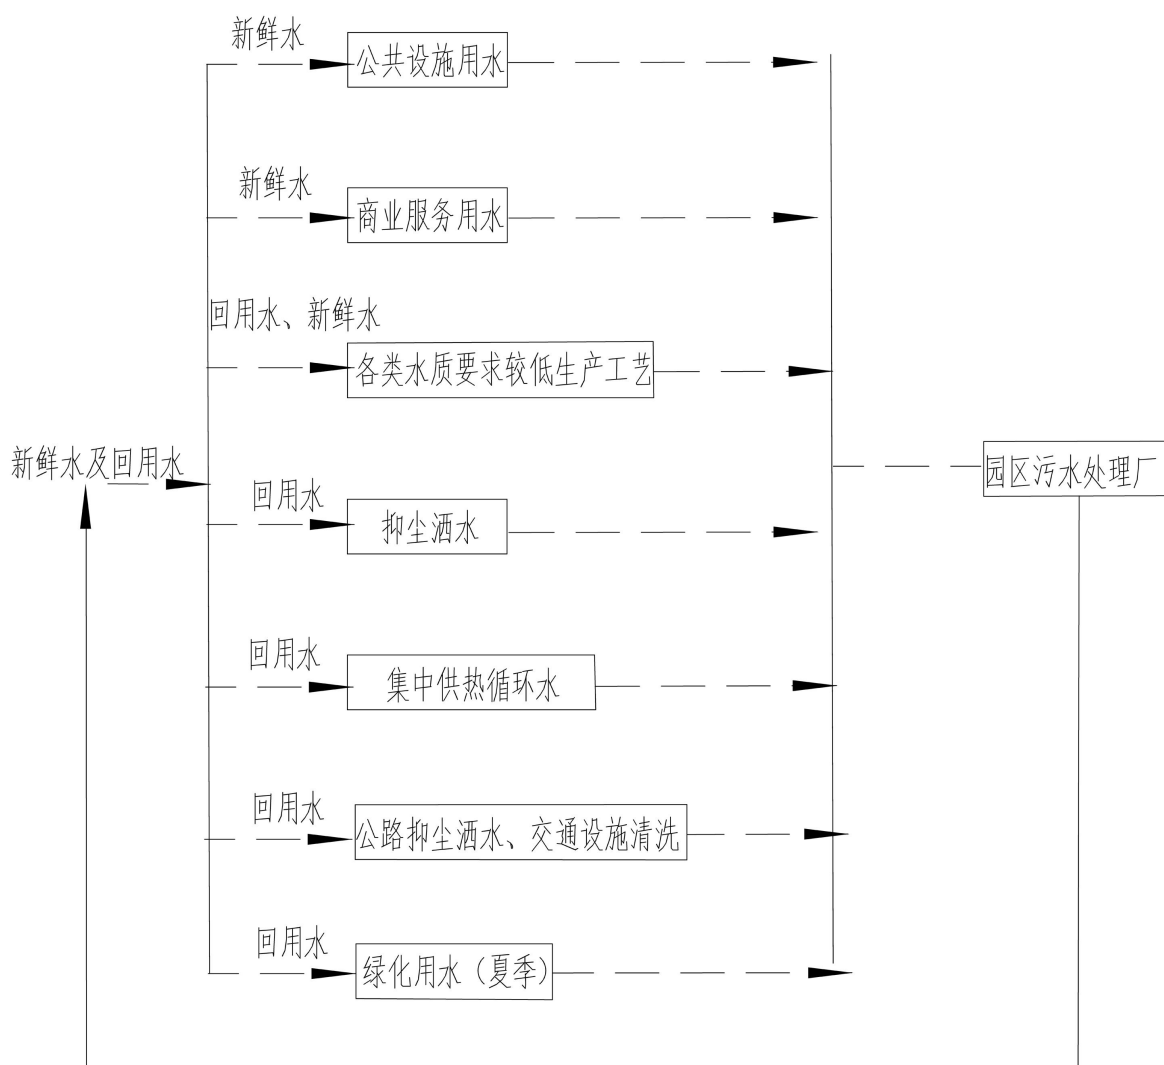 新鲜水
公共设施用水
新鲜水
商业服务用水
回用水、新鲜水
各类水质要求较低生产工艺
新鲜水及回用水
园区污水处理厂
回用水
抑尘洒水
回用水
集中供热循环水
回用水
公路抑尘洒水、交通设施清洗
回用水
绿化用水（夏季）